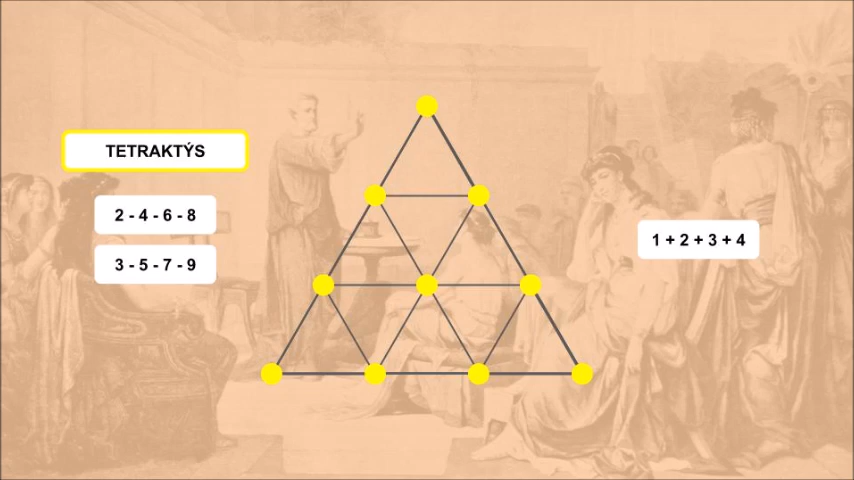 TETRAKTÝS
2 - 4 - 6 - 8
3 - 5 - 7 - 9
1 + 2 + 3 + 4